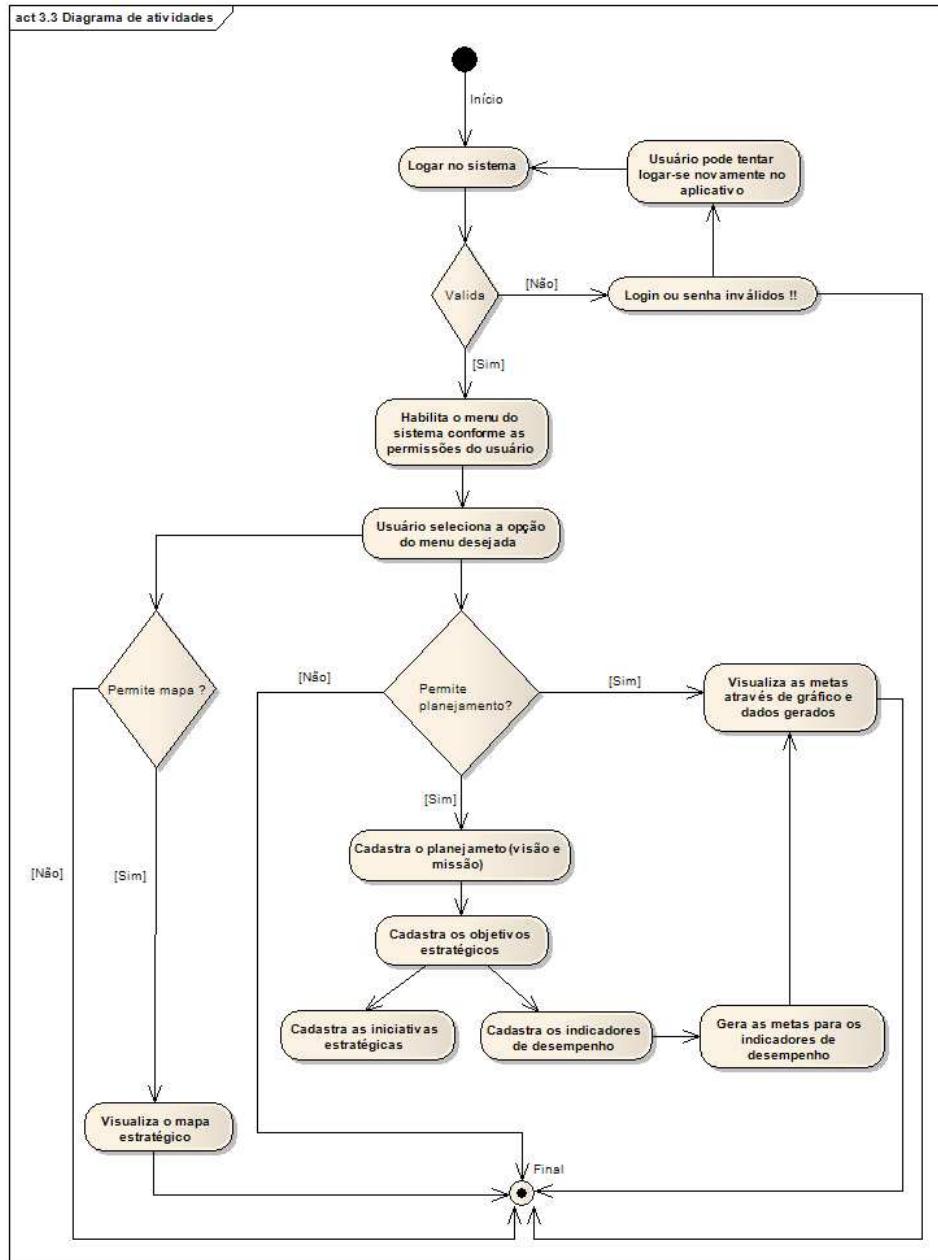 act 3.3 Diagrama de atividades
Início
Logar no sistema
Usuário pode tentar
logar-se novamente no
aplicativo
Valida
[Não]
Login ou senha inválidos !!
[Sim]
Habilita o menu do
sistema conforme as
permissões do usuário
Usuário seleciona a opção
do menu desejada
Permite mapa ?
[Não]
Permite
planejamento?
[Sim]
Visualiza as metas
através de gráfico e
dados gerados
[Sim]
Cadastra o planejameto(visão e
missão)
[Não]
[Sim]
Cadastra os objetivos
estratégicos
Cadastra as iniciativas
estratégicas
Cadastra os indicadores
de desempenho
Gera as metas para os
indicadores de
desempenho
Visualiza o mapa
estratégico
Final